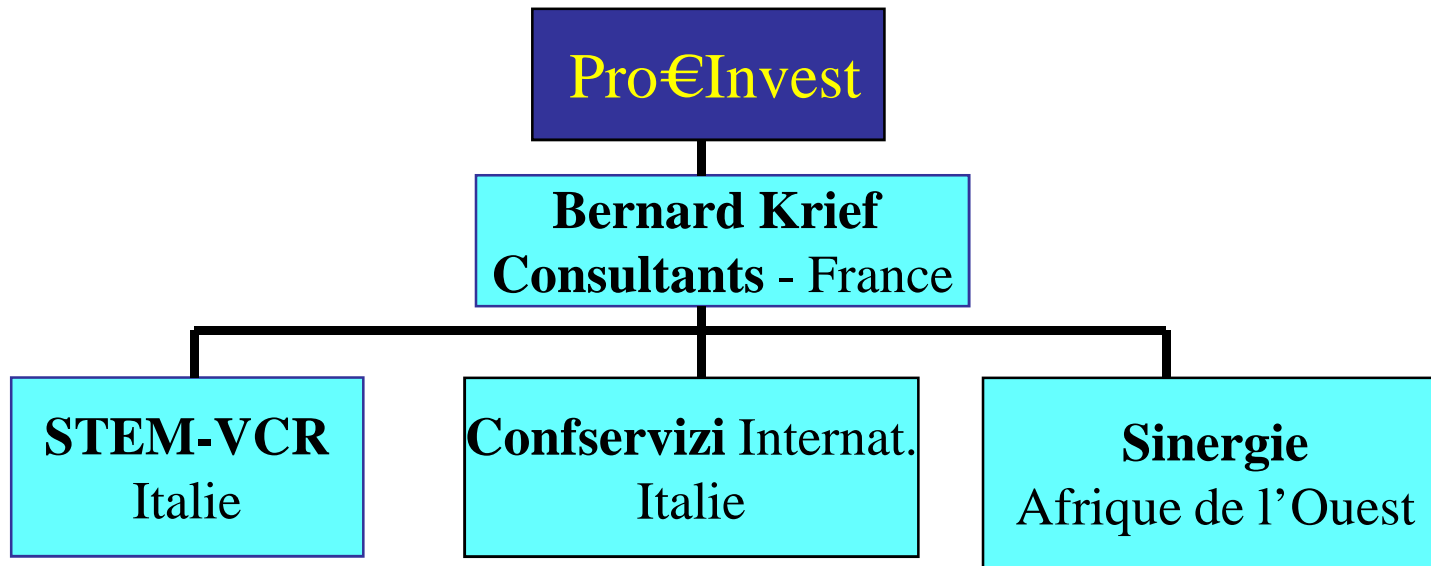 Pro€Invest
Bernard Krief
Consultants - France
STEM-VCR
Italie
Confservizi Internat.
Italie
Sinergie
Afrique de l’Ouest